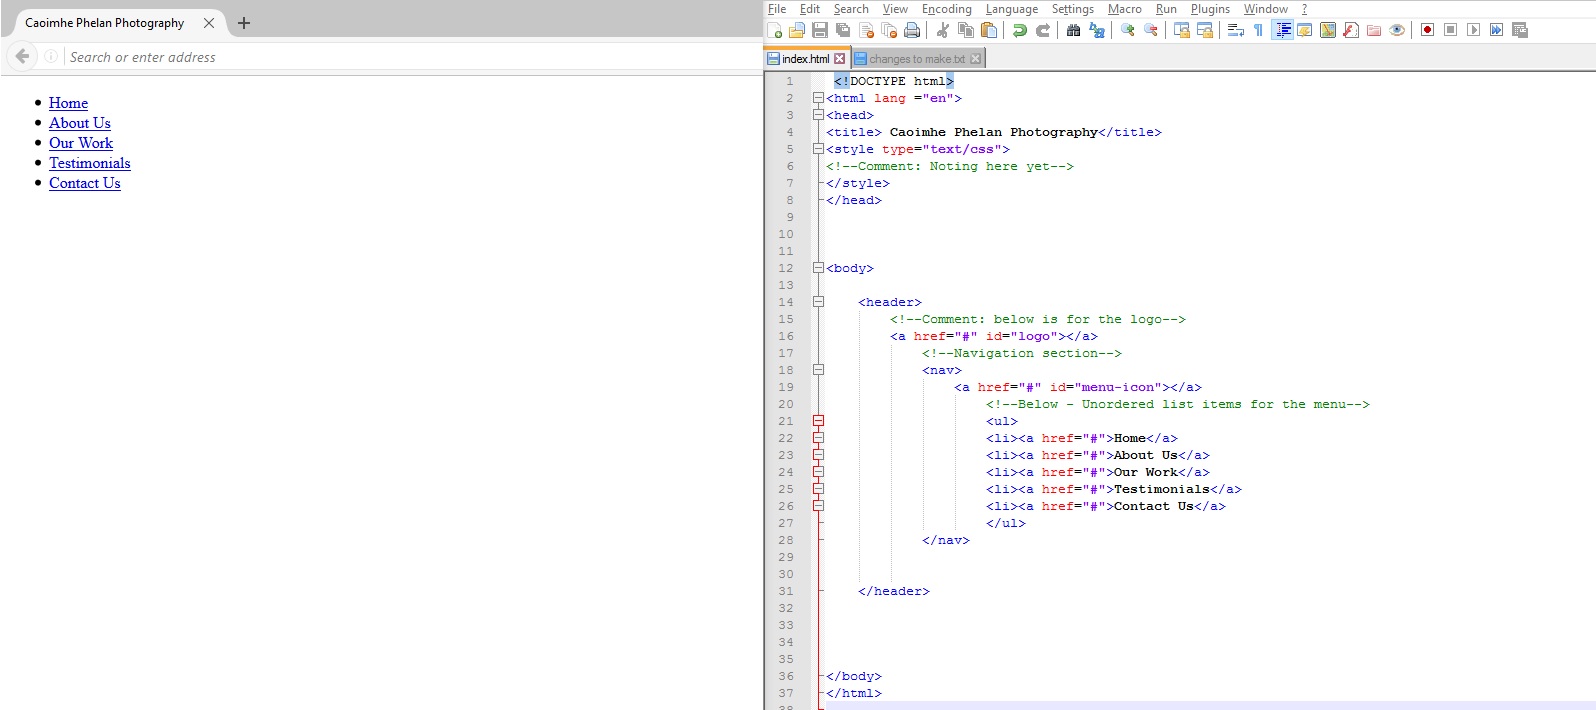 Caoimhe Phelan Photography
Search or enter address
Home
About Us
Our Work
Testimonials
Contact Us
File Edit Search View Encoding Language Settings Macro Run Plugins Window ?
index.html changes to make.txt
1 <!DOCTYPE html>
2 <html lang ="en">
3 <head>
4 <title> Caoimhe Phelan Photography</title>
5 <style type="text/css">
6 <!--Comment: Noting here yet-->
7 </style>
8 </head>
9
10
11
12 <body>
13
14 <header>
15 <!--Comment: below is for the logo-->
16 <a href="#" id="logo"></a>
17 <!--Navigation section-->
18 <nav>
19 <a href="#" id="menu-icon"></a>
20 <!--Below - Unordered list items for the menu-->
21 <ul>
22 <li><a href="#">Home</a>
23 <li><a href="#">About Us</a>
24 <li><a href="#">Our Work</a>
25 <li><a href="#">Testimonials</a>
26 <li><a href="#">Contact Us</a>
27 </ul>
28 </nav>
29
30
31 </header>
32
33
34
35
36 </body>
37 </html>
38